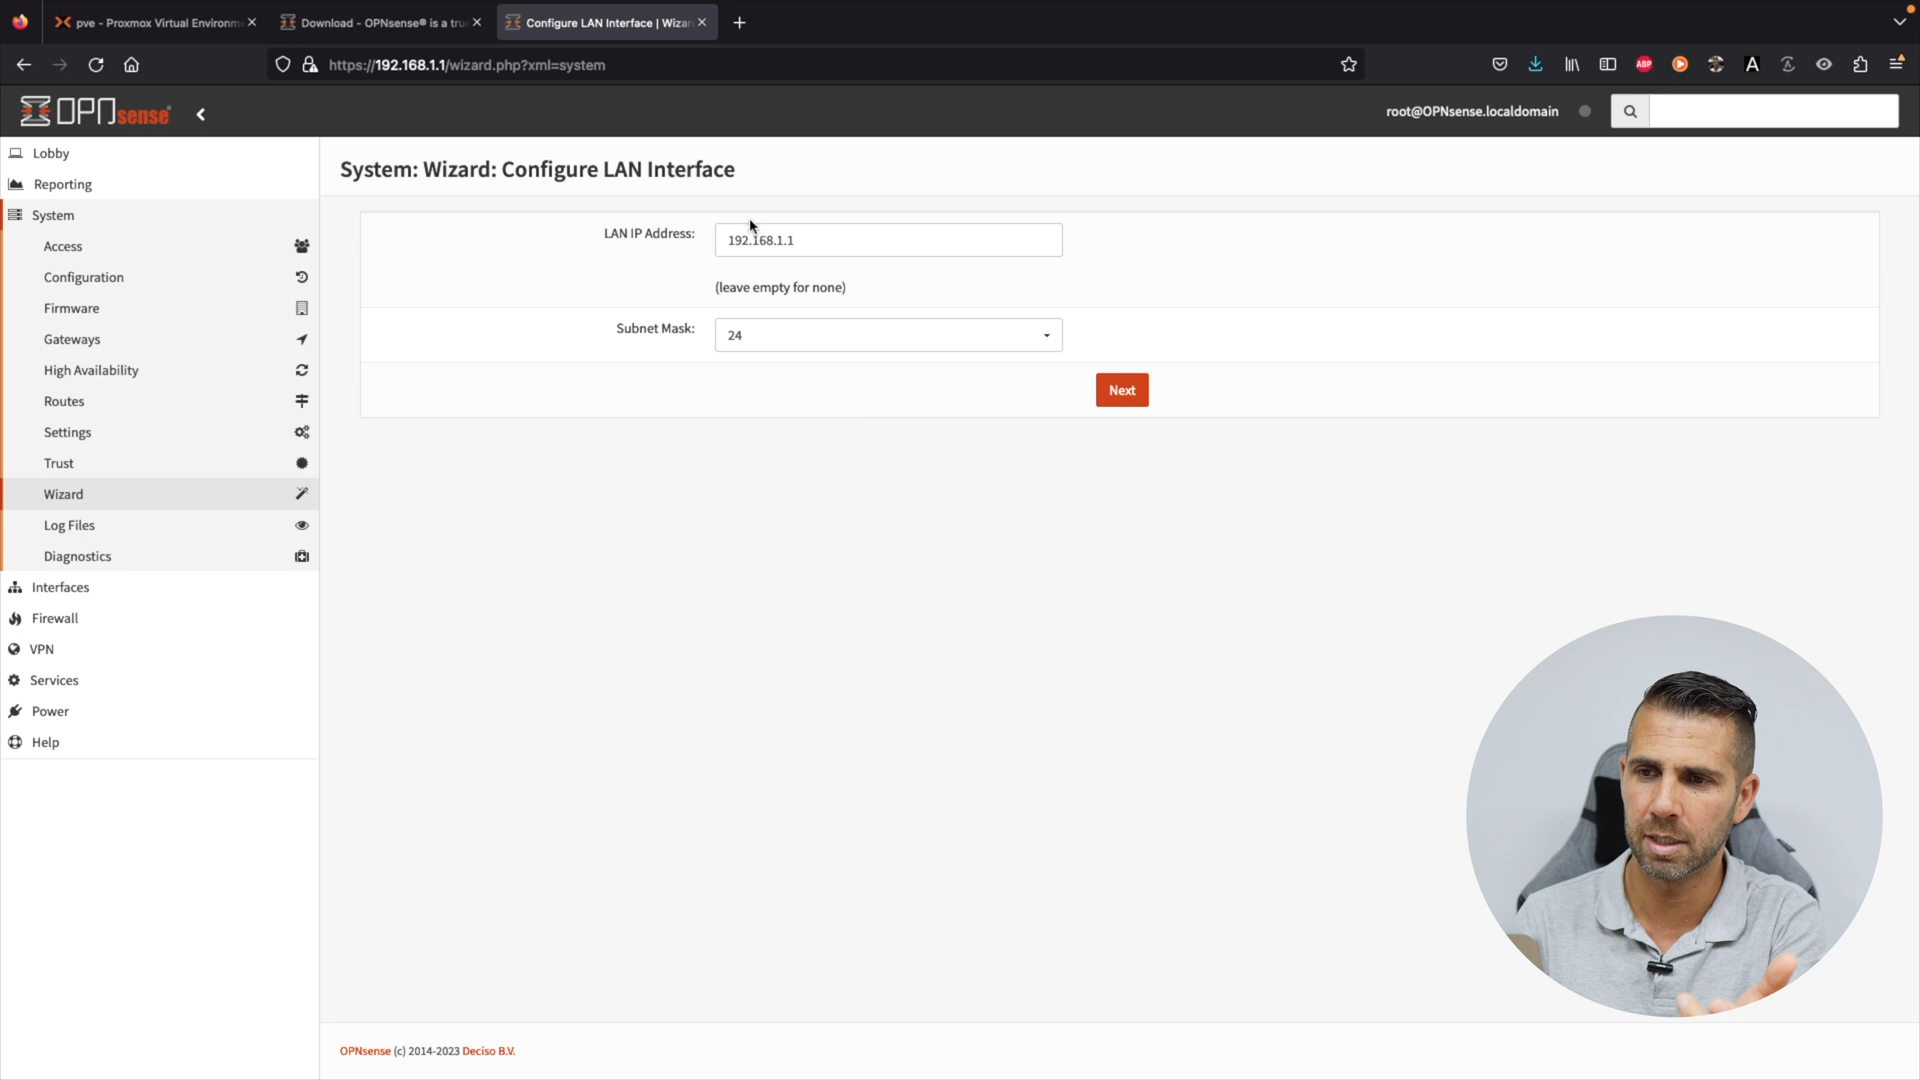 pve - Proxmox Virtual Environm
Download - OPNsense® is a tru
Configure LAN Interface | Wizar
https://192.168.1.1/wizard.php?xml=system
ABP
A
OPNsense
root@OPNsense.localdomain
Lobby
Reporting
System
Access
Configuration
Firmware
Gateways
High Availability
Routes
Settings
Trust
Wizard
Log Files
Diagnostics
Interfaces
Firewall
VPN
Services
Power
Help
System: Wizard: Configure LAN Interface
LAN IP Address:
192.168.1.1
(leave empty for none)
Subnet Mask:
24
Next
OPNsense (c) 2014-2023 Deciso B.V.